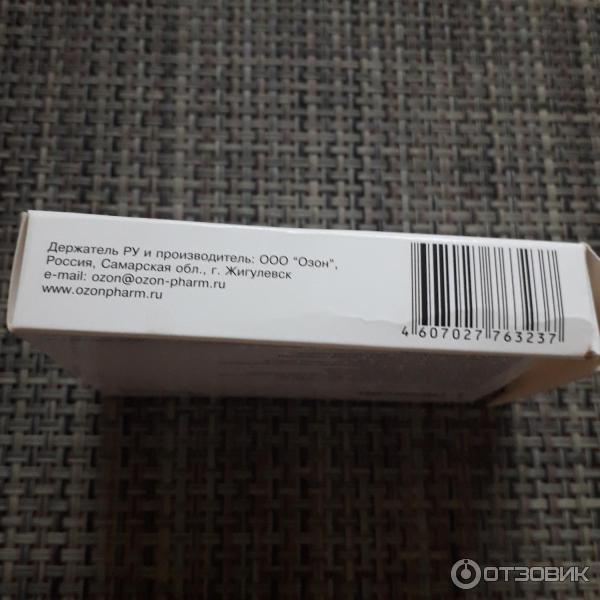 Держатель РУ и производитель: ООО "Озон",
Россия, Самарская обл., г. Жигулевск
e-mail: ozon@ozon-pharm.ru
www.ozonpharm.ru
4 607027 763237
ОТЗОВИК